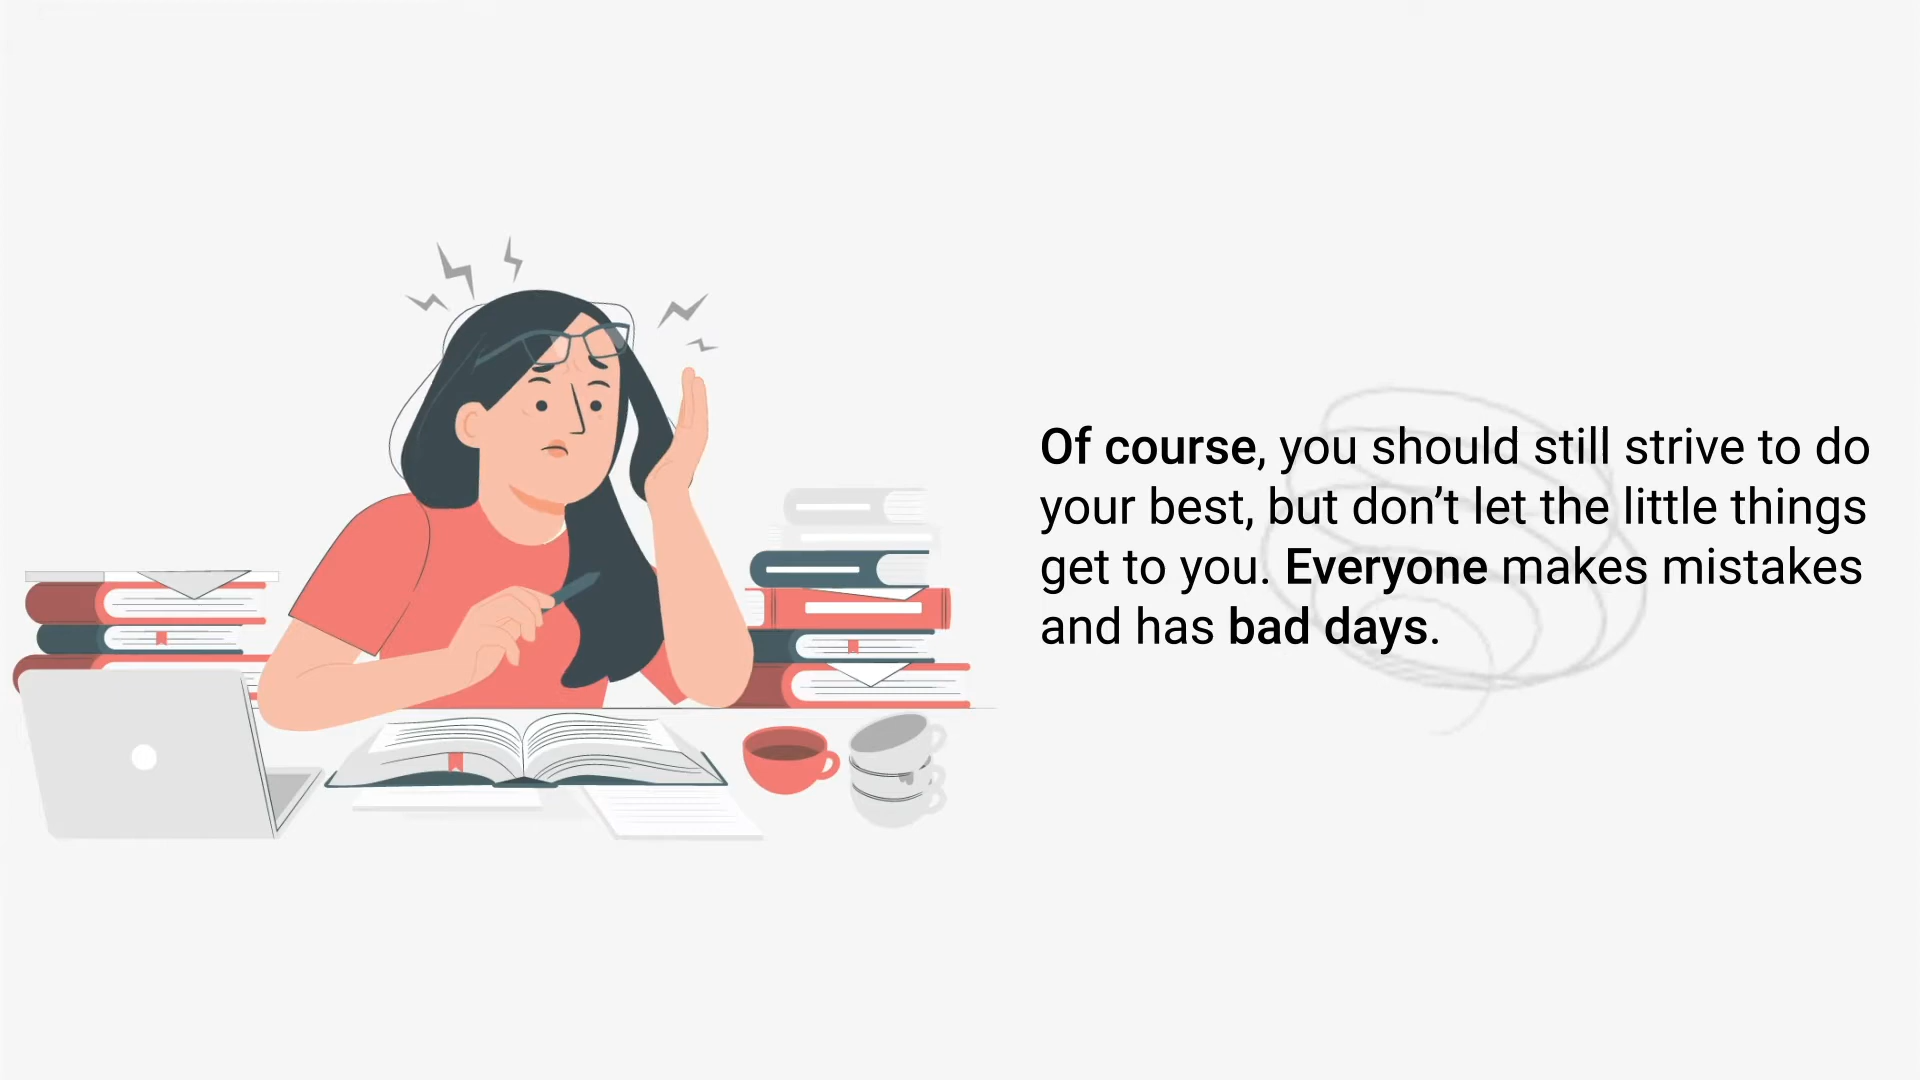 Of course, you should still strive to do
your best, but don’t let the little things
get to you. Everyone makes mistakes
and has bad days.